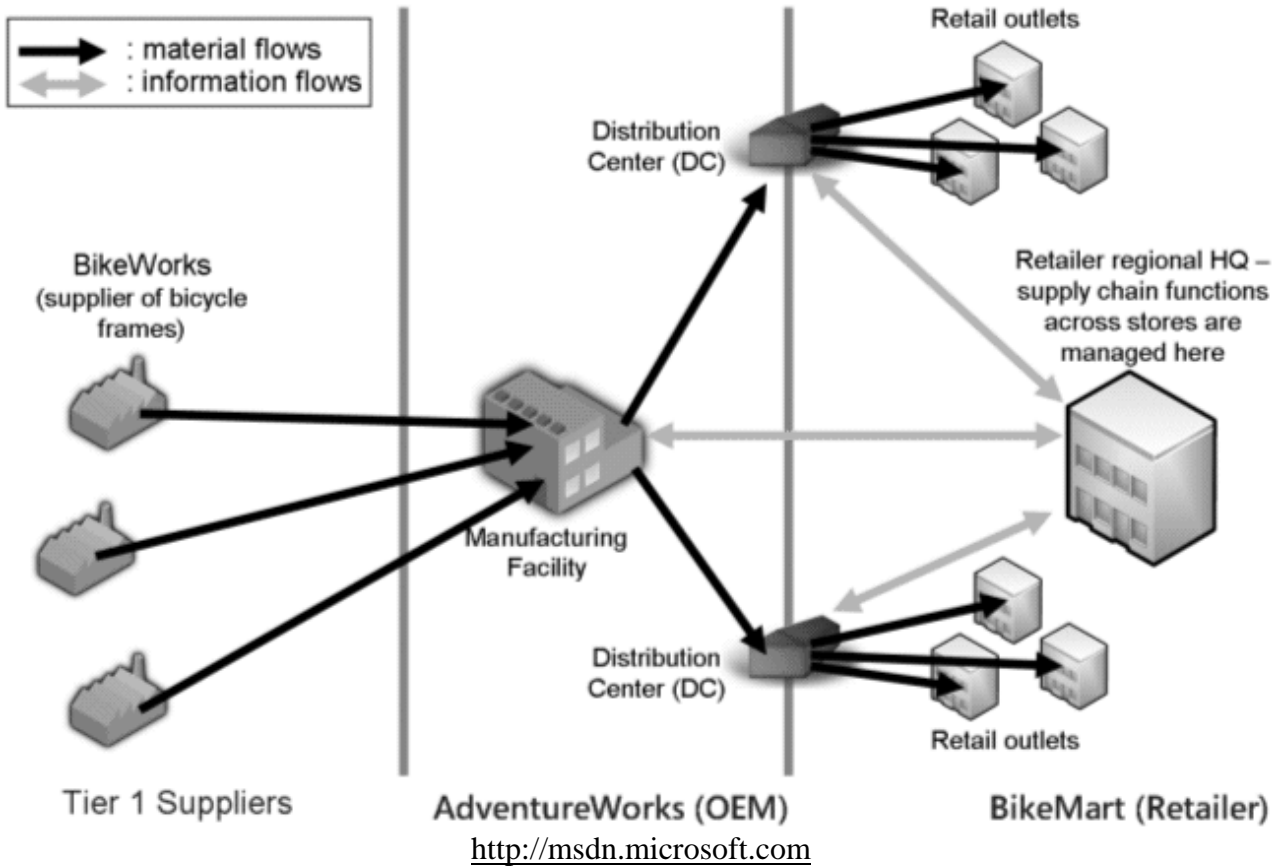 : material flows
: information flows
Retail outlets
Distribution
Center (DC)
BikeWorks
(supplier of bicycle
frames)
Retailer regional HQ –
supply chain functions
across stores are
managed here
Manufacturing
Facility
Distribution
Center (DC)
Retail outlets
Tier 1 Suppliers
AdventureWorks (OEM)
BikeMart (Retailer)
http://msdn.microsoft.com